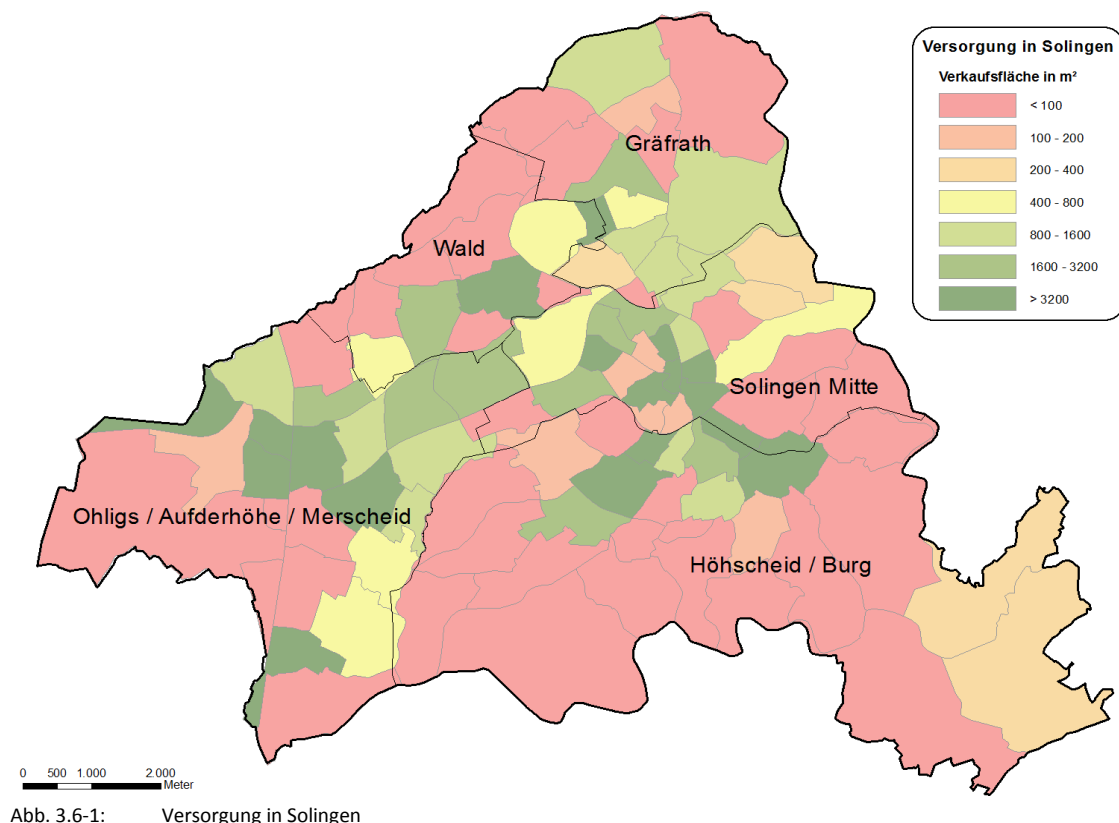 Versorgung in Solingen
Verkaufsfläche in m²
< 100
100 - 200
200 - 400
400 - 800
800 - 1600
1600 - 3200
> 3200
Gräfrath
Wald
Solingen Mitte
Ohligs / Aufderhöhe / Merscheid
Höhscheid / Burg
0 500 1.000 2.000
Meter
Abb. 3.6-1: Versorgung in Solingen